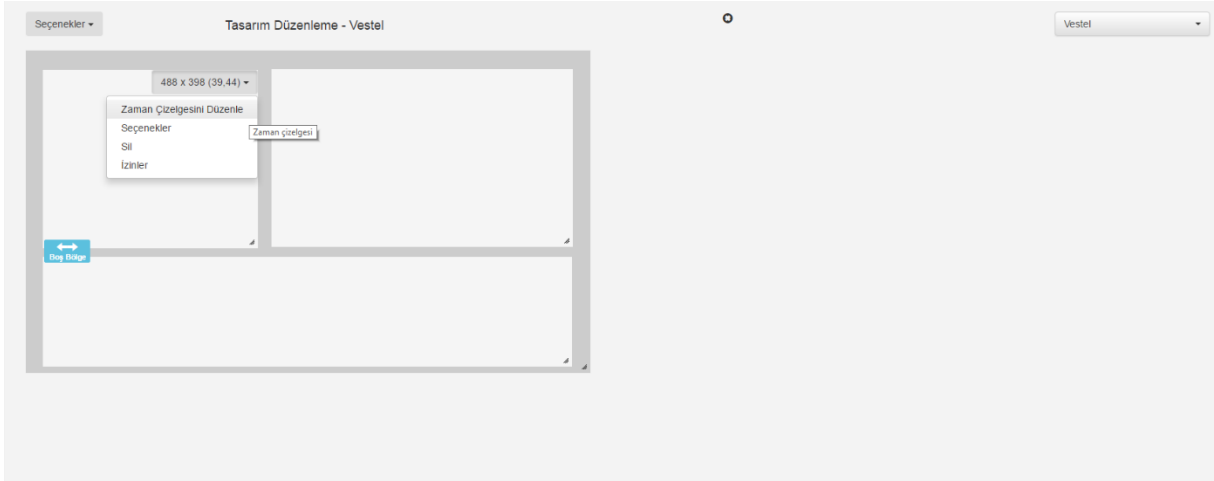 Seçenekler
Tasarım Düzenleme - Vestel
Vestel
488 x 398 (39,44)
Zaman Çizelgesini Düzenle
Seçenekler
Zaman çizelgesi
Sil
İzinler
Boş Bölge